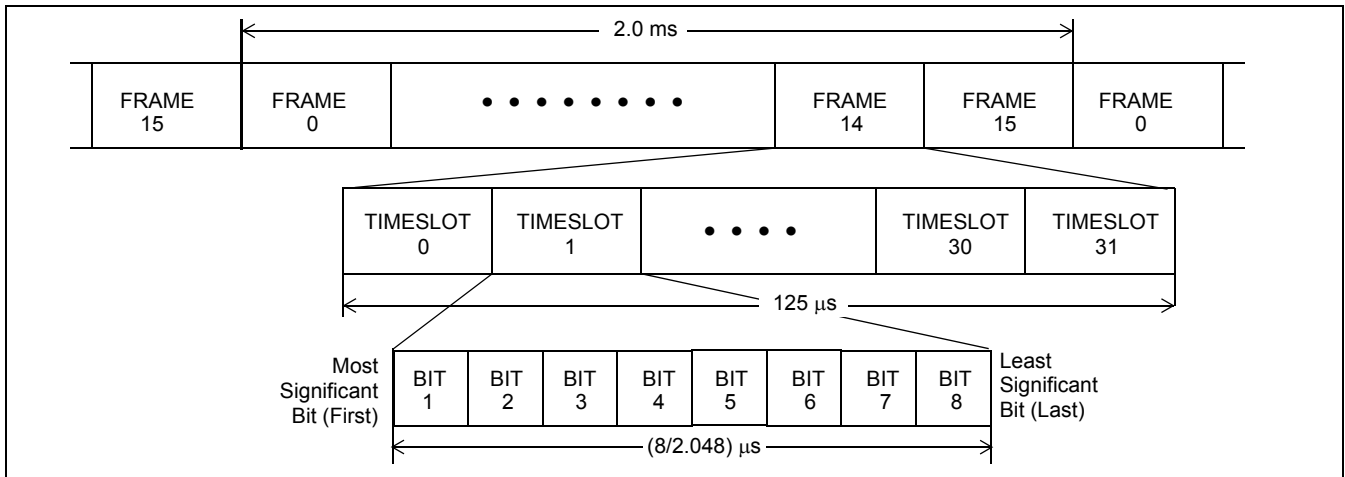 2.0 ms
FRAME
15
FRAME
0
FRAME
14
FRAME
15
FRAME
0
TIMESLOT
0
TIMESLOT
1
TIMESLOT
30
TIMESLOT
31
125 μs
Most
Significant
Bit (First)
BIT
1
BIT
2
BIT
3
BIT
4
BIT
5
BIT
6
BIT
7
BIT
8
Least
Significant
Bit (Last)
(8/2.048) μs